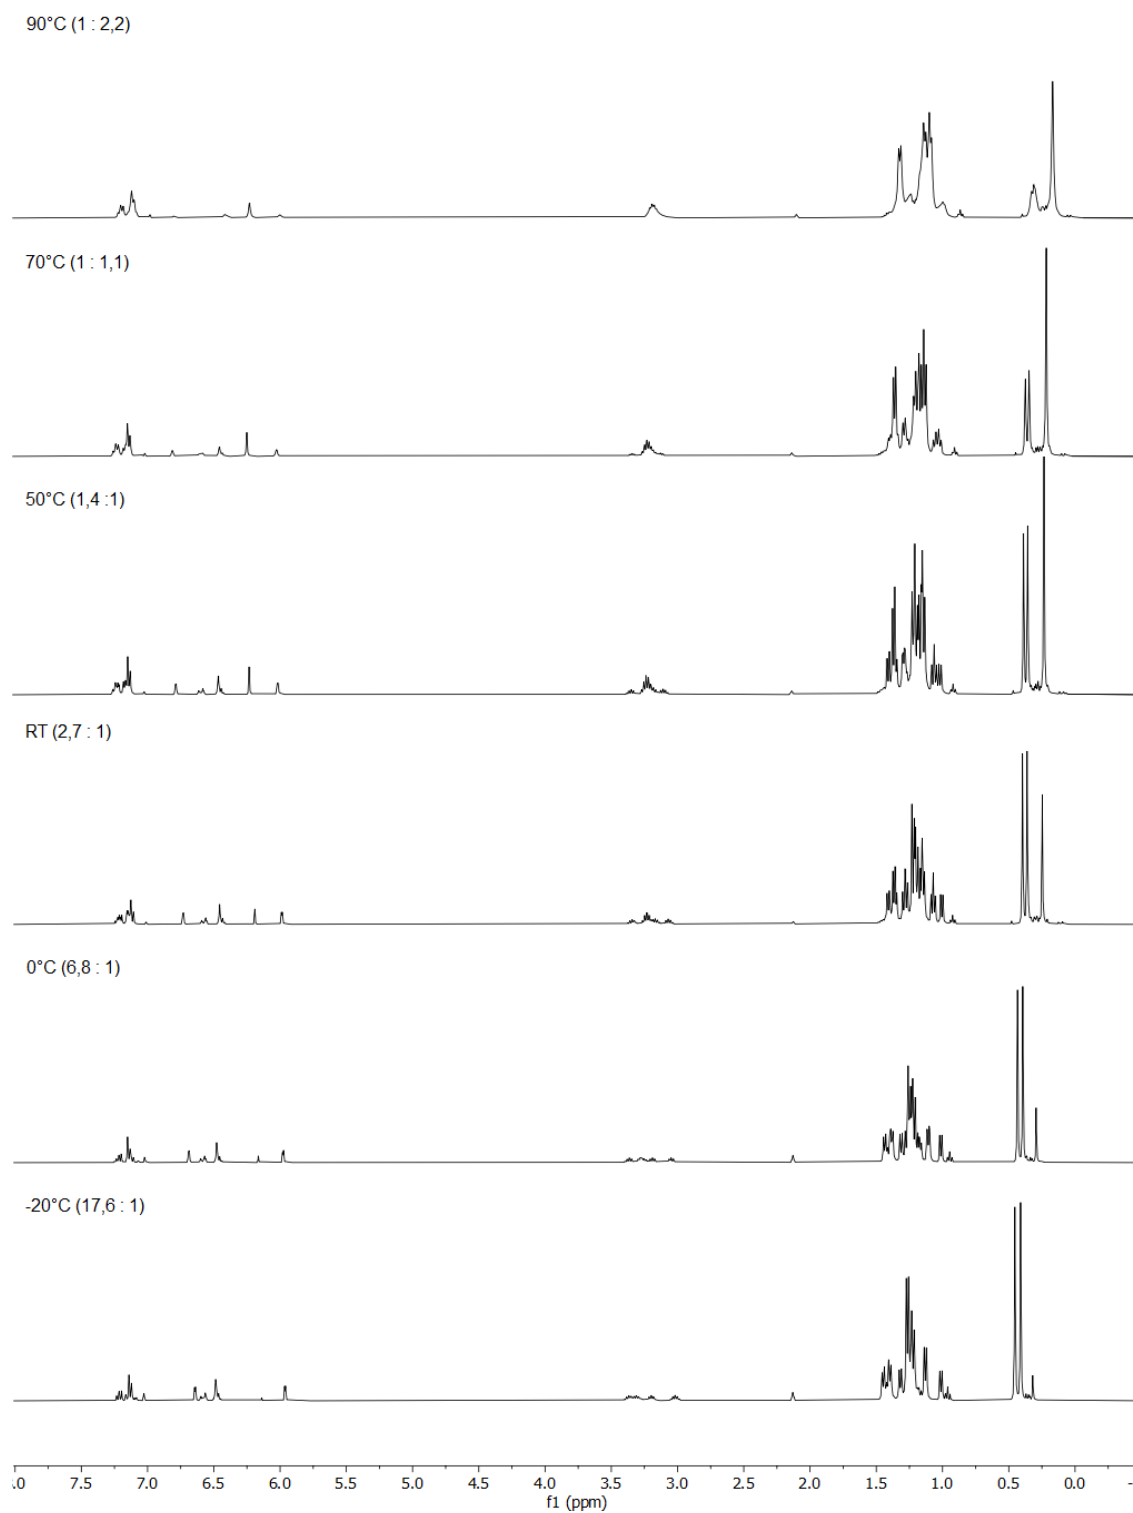 90°C (1 : 2,2)
70°C (1 : 1,1)
50°C (1,4 :1)
RT (2,7 : 1)
0°C (6,8 : 1)
-20°C (17,6 : 1)
.0 7.5 7.0 6.5 6.0 5.5 5.0 4.5 4.0 3.5 3.0 2.5 2.0 1.5 1.0 0.5 0.0 -
f1 (ppm)